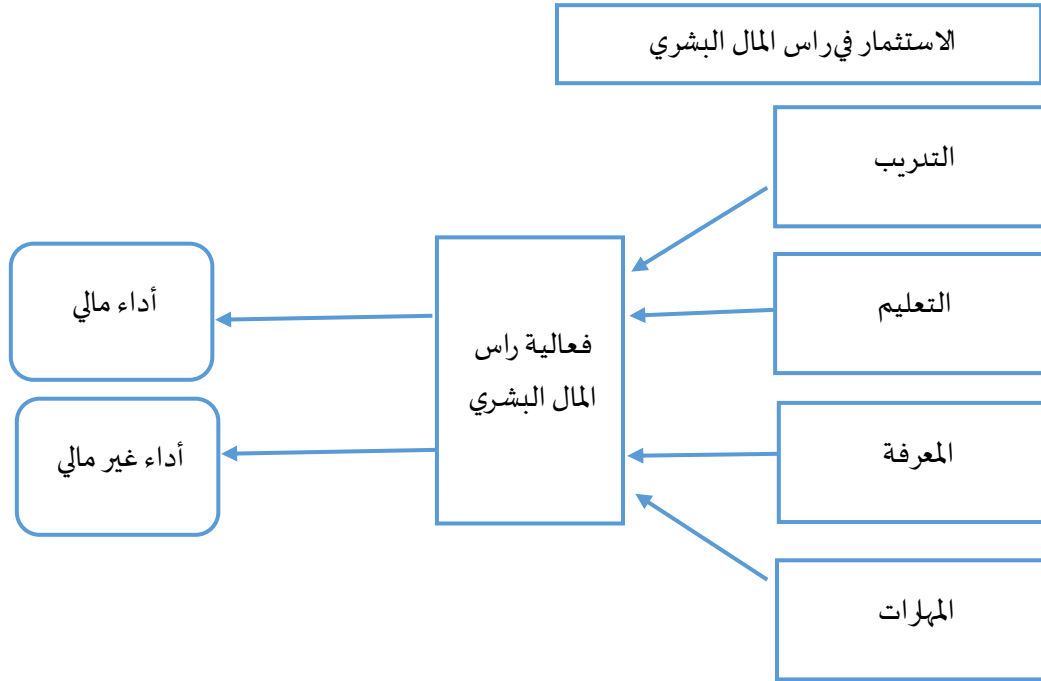 الاستثمار في راس المال البشري
التدريب
التعليم
المعرفة
المهارات
فعالية راس
المال البشري
أداء مالي
أداء غير مالي